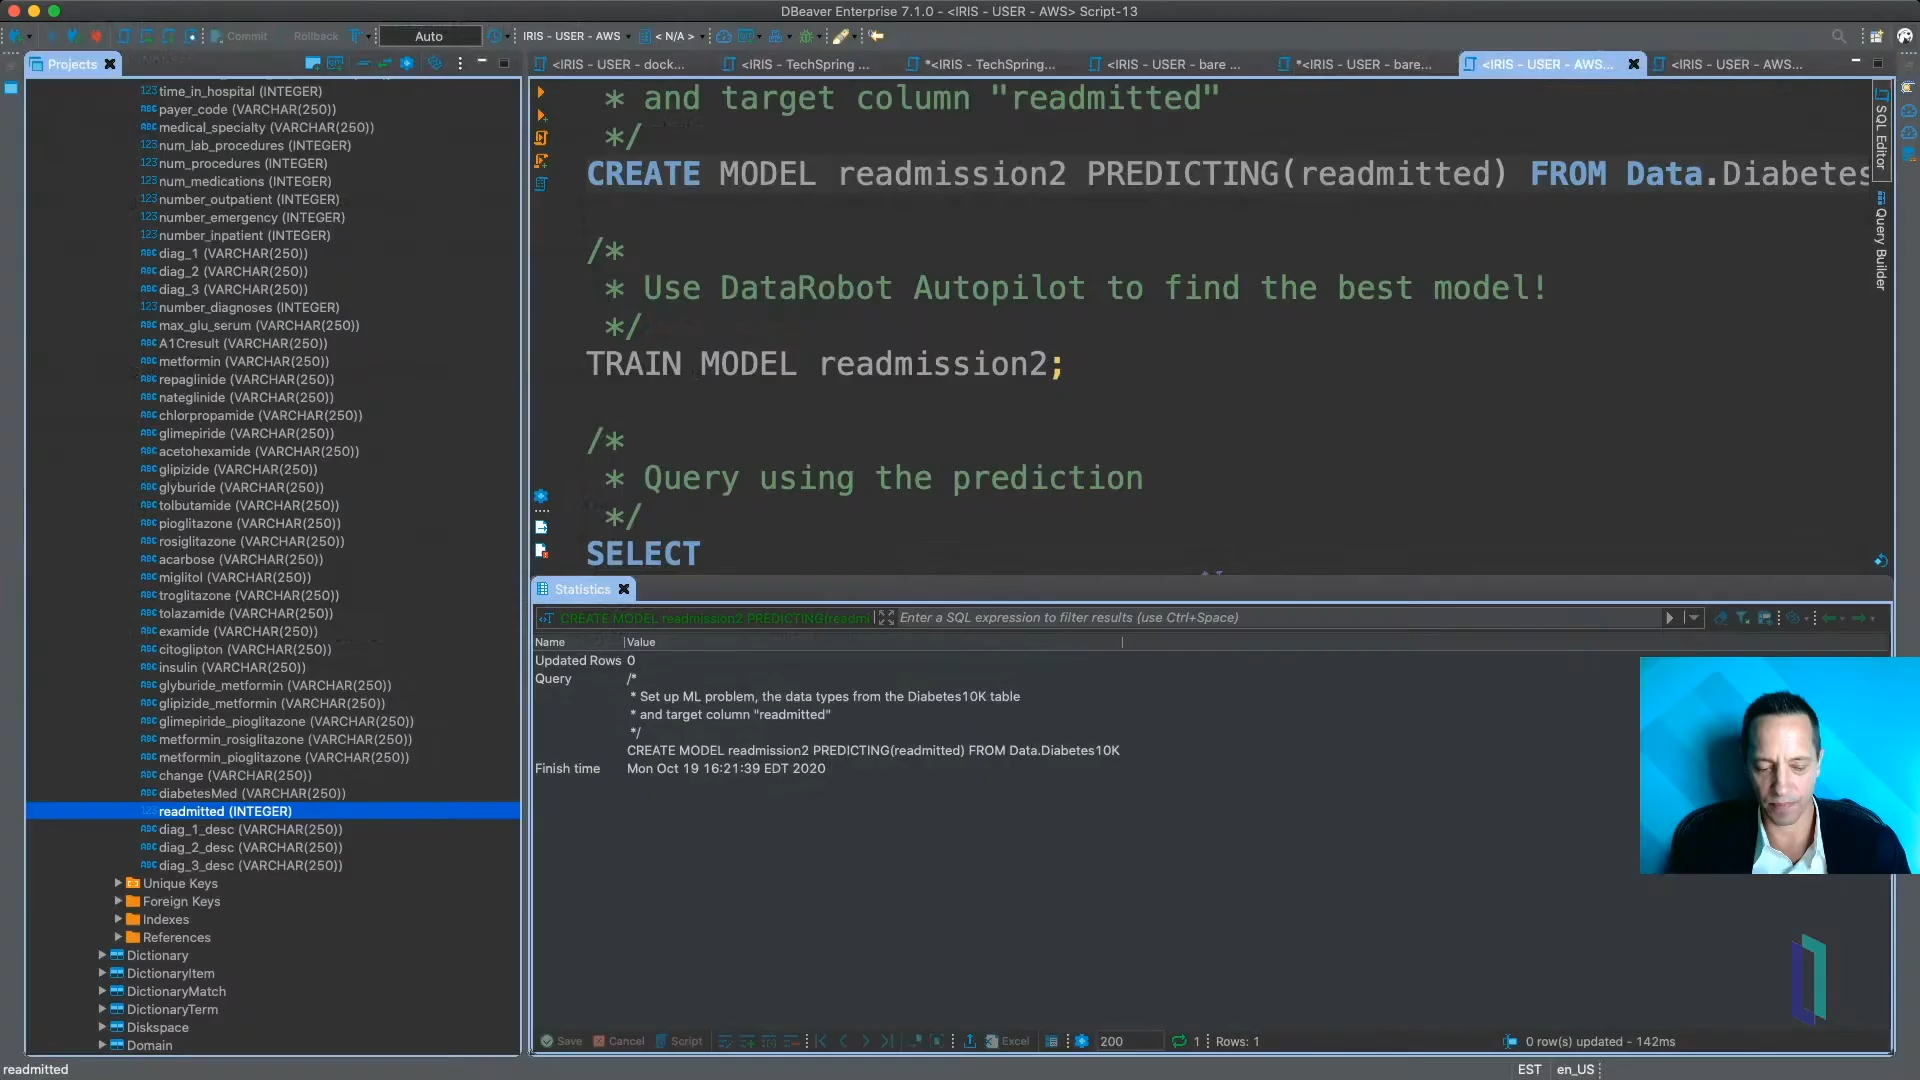 DBeaver Enterprise 7.1.0 - <IRIS - USER - AWS> Script-13
Commit
Rollback
Auto
IRIS - USER - AWS
< N/A >
Projects
<IRIS - USER - dock...
<IRIS - TechSpring ...
*<IRIS - TechSpring...
<IRIS - USER - bare ...
*<IRIS - USER - bare...
<IRIS - USER - AWS...
<IRIS - USER - AWS...
time_in_hospital (INTEGER)
payer_code (VARCHAR(250))
medical_specialty (VARCHAR(250))
num_lab_procedures (INTEGER)
num_procedures (INTEGER)
num_medications (INTEGER)
number_outpatient (INTEGER)
number_emergency (INTEGER)
number_inpatient (INTEGER)
diag_1 (VARCHAR(250))
diag_2 (VARCHAR(250))
diag_3 (VARCHAR(250))
number_diagnoses (INTEGER)
max_glu_serum (VARCHAR(250))
A1Cresult (VARCHAR(250))
metformin (VARCHAR(250))
repaglinide (VARCHAR(250))
nateglinide (VARCHAR(250))
chlorpropamide (VARCHAR(250))
glimepiride (VARCHAR(250))
acetohexamide (VARCHAR(250))
glipizide (VARCHAR(250))
glyburide (VARCHAR(250))
tolbutamide (VARCHAR(250))
pioglitazone (VARCHAR(250))
rosiglitazone (VARCHAR(250))
acarbose (VARCHAR(250))
miglitol (VARCHAR(250))
troglitazone (VARCHAR(250))
tolazamide (VARCHAR(250))
examide (VARCHAR(250))
citoglipton (VARCHAR(250))
insulin (VARCHAR(250))
glyburide_metformin (VARCHAR(250))
glipizide_metformin (VARCHAR(250))
glimepiride_pioglitazone (VARCHAR(250))
metformin_rosiglitazone (VARCHAR(250))
metformin_pioglitazone (VARCHAR(250))
change (VARCHAR(250))
diabetesMed (VARCHAR(250))
readmitted (INTEGER)
diag_1_desc (VARCHAR(250))
diag_2_desc (VARCHAR(250))
diag_3_desc (VARCHAR(250))
Unique Keys
Foreign Keys
Indexes
References
Dictionary
DictionaryItem
DictionaryMatch
DictionaryTerm
Diskspace
Domain
* and target column "readmitted"
*/
CREATE MODEL readmission2 PREDICTING(readmitted) FROM Data.Diabetes
/*
* Use DataRobot Autopilot to find the best model!
*/
TRAIN MODEL readmission2;
/*
* Query using the prediction
*/
SELECT
SQL Editor
Query Builder
Statistics
CREATE MODEL readmission2 PREDICTING(readmi
Enter a SQL expression to filter results (use Ctrl+Space)
Name Value
Updated Rows 0
Query /*
* Set up ML problem, the data types from the Diabetes10K table
* and target column "readmitted"
*/
CREATE MODEL readmission2 PREDICTING(readmitted) FROM Data.Diabetes10K
Finish time Mon Oct 19 16:21:39 EDT 2020
Save
Cancel
Script
Excel
200
1
Rows: 1
0 row(s) updated - 142ms
readmitted
EST
en_US